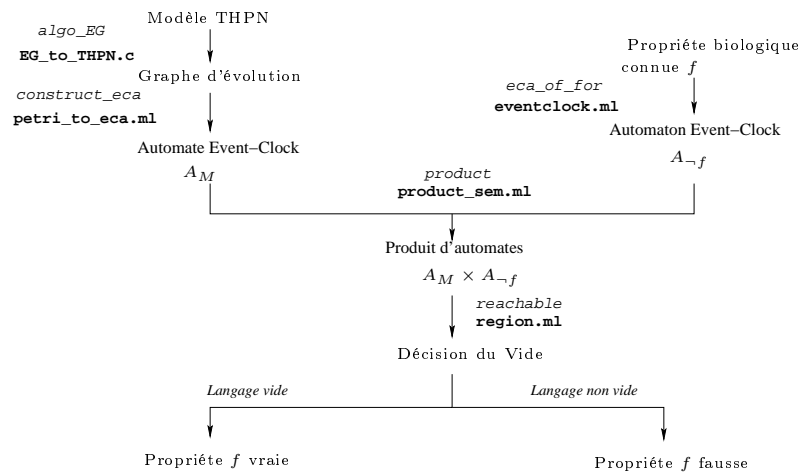 Modèle THPN
algo_EG
EG_to_THPN.c
Graphe d'évolution
construct_eca
petri_to_eca.ml
Automate Event–Clock
A_M
Propriéte biologique
connue f
eca_of_for
eventclock.ml
Automaton Event–Clock
A_¬f
product
product_sem.ml
Produit d'automates
A_M × A_¬f
reachable
region.ml
Décision du Vide
Langage vide
Langage non vide
Propriéte f vraie
Propriéte f fausse